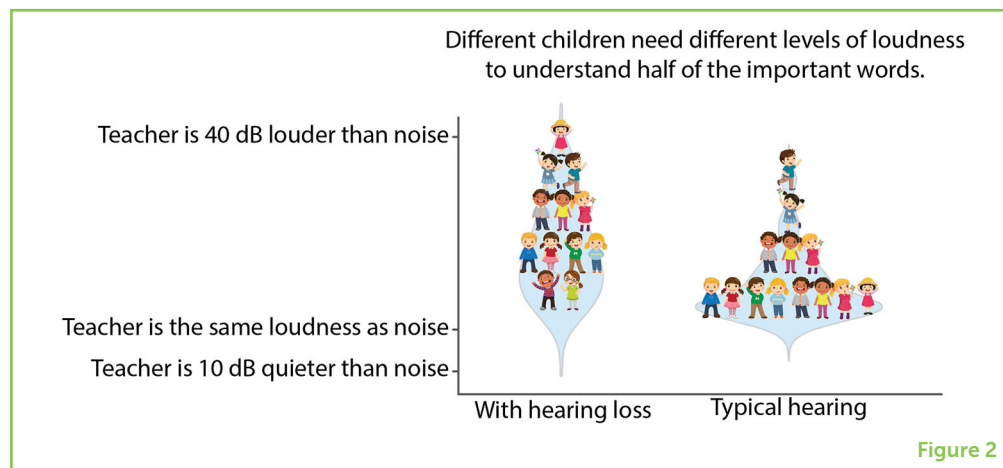 Different children need different levels of loudness
to understand half of the important words.
Teacher is 40 dB louder than noise
Teacher is the same loudness as noise
Teacher is 10 dB quieter than noise
With hearing loss
Typical hearing
Figure 2